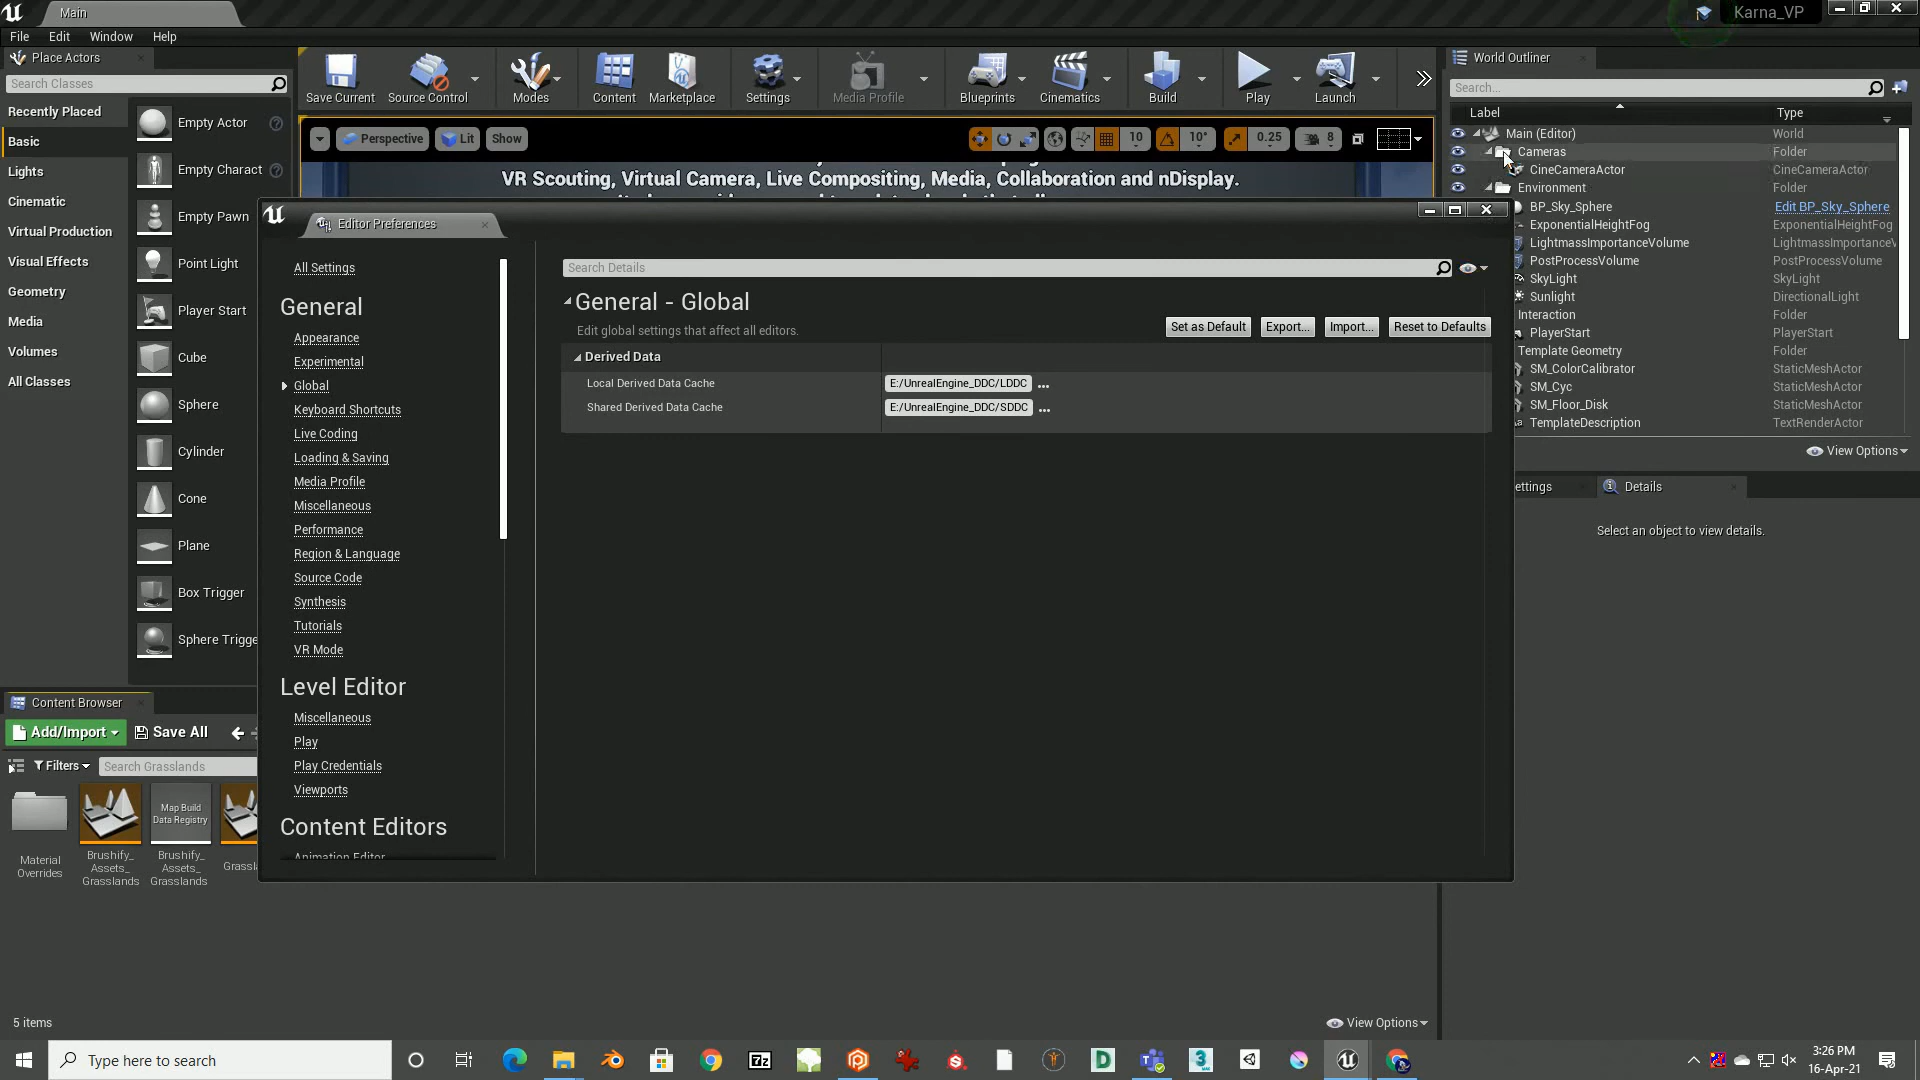 Main
Karna_VP
File Edit Window Help
Place Actors
Search Classes
Recently Placed
Basic
Lights
Cinematic
Virtual Production
Visual Effects
Geometry
Media
Volumes
All Classes
Empty Actor
Empty Charact
Empty Pawn
Point Light
Player Start
Cube
Sphere
Cylinder
Cone
Plane
Box Trigger
Sphere Trigge
Save Current
Source Control
Modes
Content
Marketplace
Settings
Media Profile
Blueprints
Cinematics
Build
Play
Launch
Perspective Lit Show
10 10° 0.25 8
VR Scouting, Virtual Camera, Live Compositing, Media, Collaboration and nDisplay.
Editor Preferences
All Settings
General
Appearance
Experimental
Global
Keyboard Shortcuts
Live Coding
Loading & Saving
Media Profile
Miscellaneous
Performance
Region & Language
Source Code
Synthesis
Tutorials
VR Mode
Level Editor
Miscellaneous
Play
Play Credentials
Viewports
Content Editors
Animation Editor
Search Details
General - Global
Edit global settings that affect all editors.
Set as Default Export... Import... Reset to Defaults
Derived Data
Local Derived Data Cache E:/UnrealEngine_DDC/LDDC ...
Shared Derived Data Cache E:/UnrealEngine_DDC/SDDC ...
World Outliner
Search...
Label Type
Main (Editor) World
Cameras Folder
CineCameraActor CineCameraActor
Environment Folder
BP_Sky_Sphere Edit BP_Sky_Sphere
ExponentialHeightFog ExponentialHeightFog
LightmassImportanceVolume LightmassImportanceV
PostProcessVolume PostProcessVolume
SkyLight SkyLight
Sunlight DirectionalLight
Interaction Folder
PlayerStart PlayerStart
Template Geometry Folder
SM_ColorCalibrator StaticMeshActor
SM_Cyc StaticMeshActor
SM_Floor_Disk StaticMeshActor
TemplateDescription TextRenderActor
View Options
ettings
Details
Select an object to view details.
Content Browser
Add/Import Save All
Filters Search Grasslands
Material
Overrides
Brushify_
Assets_
Grasslands
Map Build
Data Registry
Brushify_
Assets_
Grasslands
Grassl
5 items
View Options
Type here to search
7z
3:26 PM
16-Apr-21